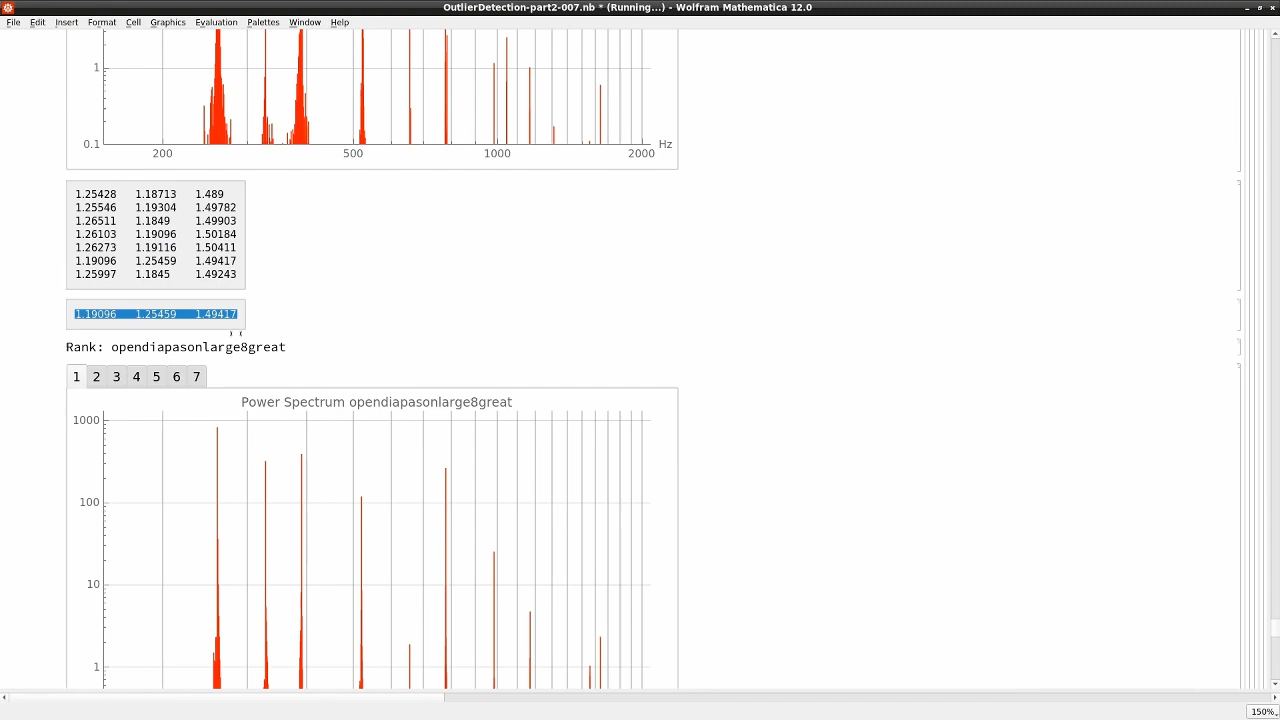 OutlierDetection-part2-007.nb * (Running...) - Wolfram Mathematica 12.0
File Edit Insert Format Cell Graphics Evaluation Palettes Window Help
1
0.1
200 500 1000 2000 Hz
1.25428 1.18713 1.489
1.25546 1.19304 1.49782
1.26511 1.1849 1.49903
1.26103 1.19096 1.50184
1.26273 1.19116 1.50411
1.19096 1.25459 1.49417
1.25997 1.1845 1.49243
1.19096 1.25459 1.49417
Rank: opendiapasonlarge8great
1 2 3 4 5 6 7
Power Spectrum opendiapasonlarge8great
1000
100
10
1
150%